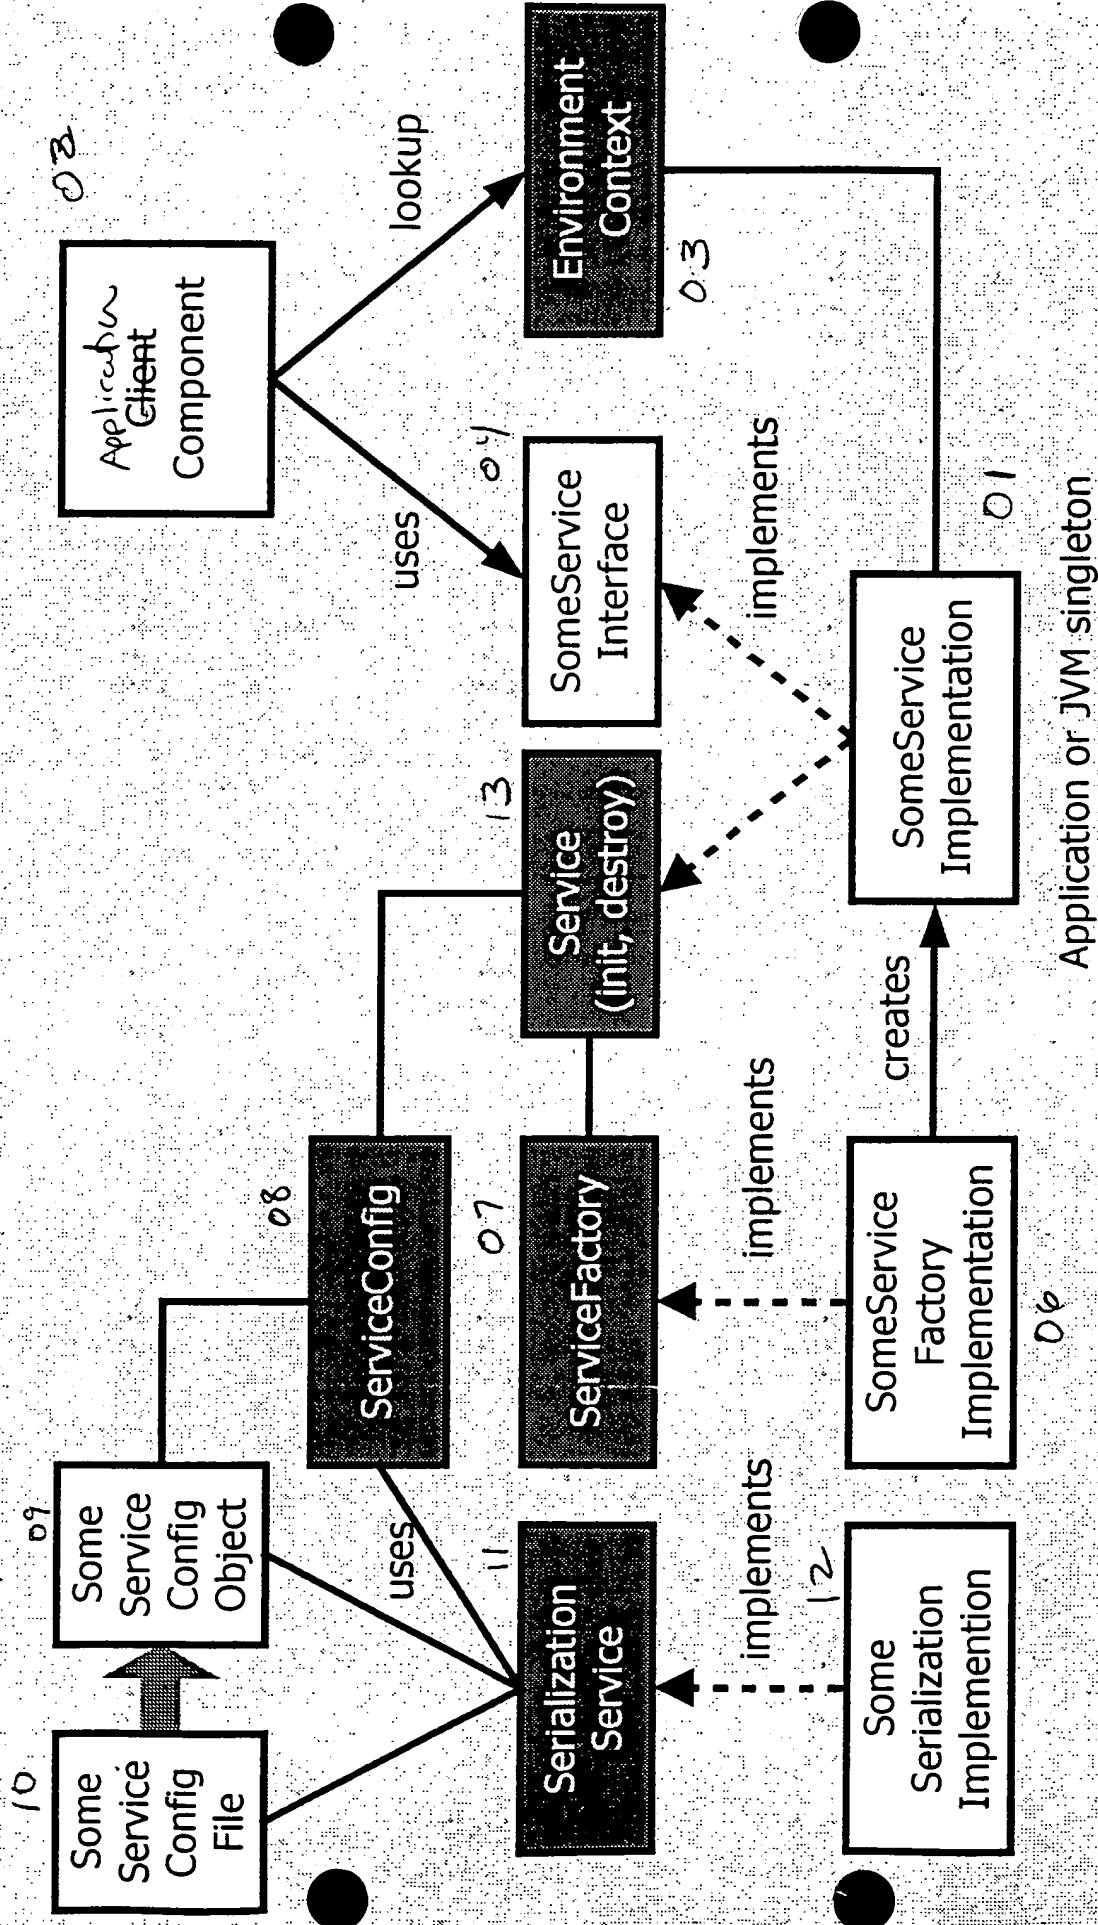 10
Some
Service
Config
File
09
Some
Service
Config
Object
Application
Client
Component
02
08
ServiceConfig
uses
uses
lookup
11
Serialization
Service
07
ServiceFactory
13
Service
(init, destroy)
04
SomeService
Interface
Environment
Context
03
implements
implements
implements
12
Some
Serialization
Implemention
SomeService
Factory
Implementation
06
creates
SomeService
Implementation
01
Application or JVM singleton